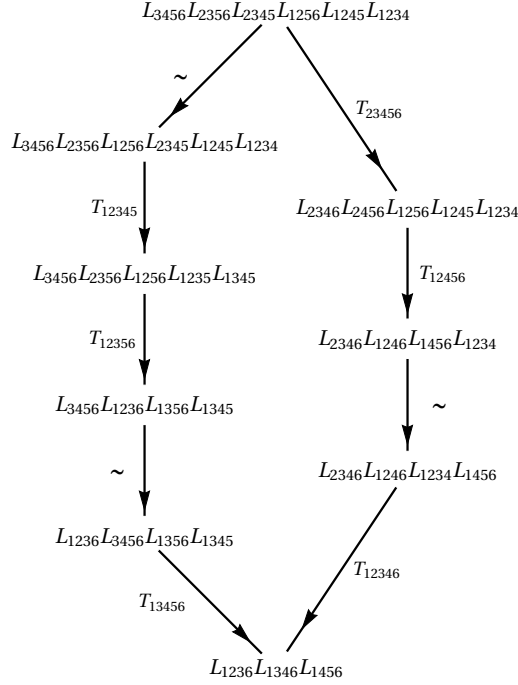 L₃₄₅₆L₂₃₅₆L₂₃₄₅L₁₂₅₆L₁₂₄₅L₁₂₃₄
~
T₂₃₄₅₆
L₃₄₅₆L₂₃₅₆L₁₂₅₆L₂₃₄₅L₁₂₄₅L₁₂₃₄
T₁₂₃₄₅
L₂₃₄₆L₂₄₅₆L₁₂₅₆L₁₂₄₅L₁₂₃₄
L₃₄₅₆L₂₃₅₆L₁₂₅₆L₁₂₃₅L₁₃₄₅
T₁₂₄₅₆
T₁₂₃₅₆
L₂₃₄₆L₁₂₄₆L₁₄₅₆L₁₂₃₄
L₃₄₅₆L₁₂₃₆L₁₃₅₆L₁₃₄₅
~
~
L₂₃₄₆L₁₂₄₆L₁₂₃₄L₁₄₅₆
L₁₂₃₆L₃₄₅₆L₁₃₅₆L₁₃₄₅
T₁₂₃₄₆
T₁₃₄₅₆
L₁₂₃₆L₁₃₄₆L₁₄₅₆